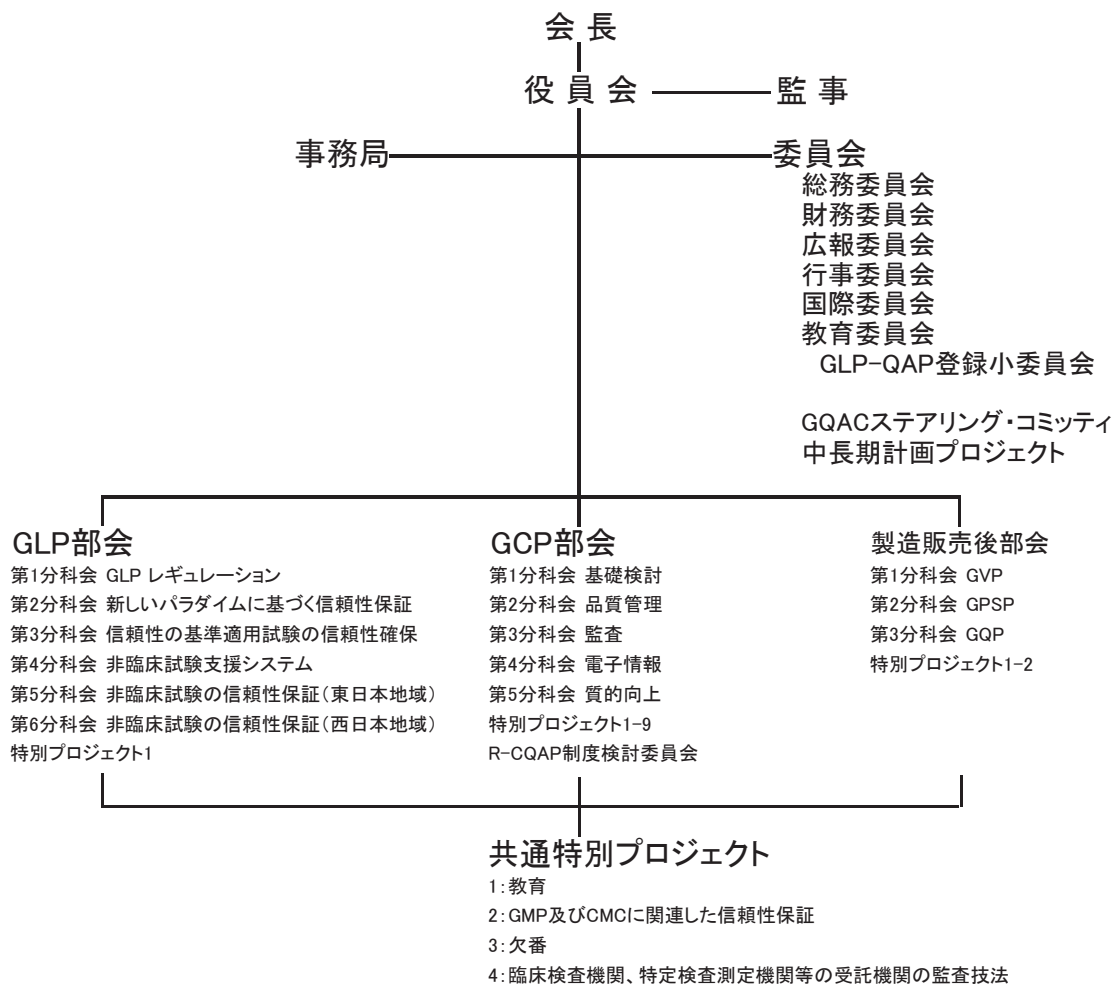 会長
役員会
監事
事務局
委員会
総務委員会
財務委員会
広報委員会
行事委員会
国際委員会
教育委員会
GLP-QAP登録小委員会
GQACステアリング・コミッティ
中長期計画プロジェクト
GLP部会
第1分科会 GLP レギュレーション
第2分科会 新しいパラダイムに基づく信頼性保証
第3分科会 信頼性の基準適用試験の信頼性確保
第4分科会 非臨床試験支援システム
第5分科会 非臨床試験の信頼性保証(東日本地域)
第6分科会 非臨床試験の信頼性保証(西日本地域)
特別プロジェクト1
GCP部会
第1分科会 基礎検討
第2分科会 品質管理
第3分科会 監査
第4分科会 電子情報
第5分科会 質的向上
特別プロジェクト1-9
R-CQAP制度検討委員会
製造販売後部会
第1分科会 GVP
第2分科会 GPSP
第3分科会 GQP
特別プロジェクト1-2
共通特別プロジェクト
1:教育
2:GMP及びCMCに関連した信頼性保証
3:欠番
4:臨床検査機関、特定検査測定機関等の受託機関の監査技法